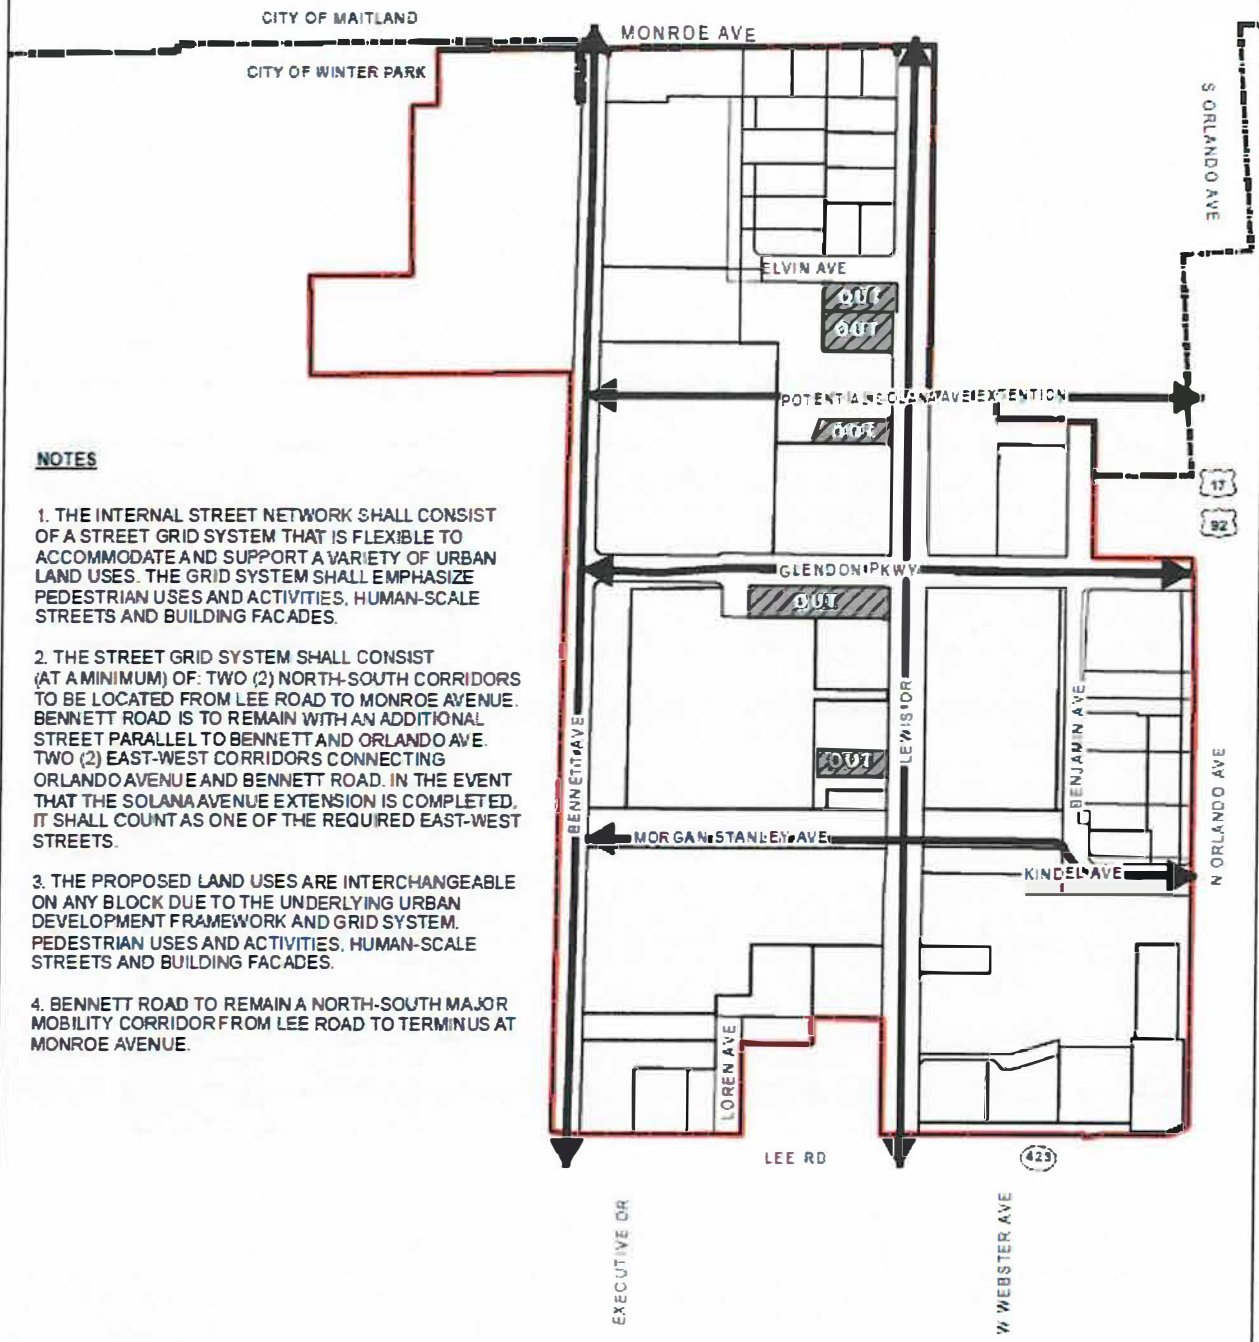 CITY OF MAITLAND
MONROE AVE
CITY OF WINTER PARK
S ORLANDO AVE
ELVIN AVE
OUT
OUT
POTENTIAL SOLANA AVE EXTENTION
OUT
NOTES
17
92
1. THE INTERNAL STREET NETWORK SHALL CONSIST
OF A STREET GRID SYSTEM THAT IS FLEXIBLE TO
ACCOMMODATE AND SUPPORT A VARIETY OF URBAN
LAND USES. THE GRID SYSTEM SHALL EMPHASIZE
PEDESTRIAN USES AND ACTIVITIES, HUMAN-SCALE
STREETS AND BUILDING FACADES.
GLENDON PKWY
OUT
2. THE STREET GRID SYSTEM SHALL CONSIST
(AT A MINIMUM) OF: TWO (2) NORTH-SOUTH CORRIDORS
TO BE LOCATED FROM LEE ROAD TO MONROE AVENUE.
BENNETT ROAD IS TO REMAIN WITH AN ADDITIONAL
STREET PARALLEL TO BENNETT AND ORLANDO AVE.
TWO (2) EAST-WEST CORRIDORS CONNECTING
ORLANDO AVENUE AND BENNETT ROAD. IN THE EVENT
THAT THE SOLANA AVENUE EXTENSION IS COMPLETED,
IT SHALL COUNT AS ONE OF THE REQUIRED EAST-WEST
STREETS.
BENNETT AVE
LEWIS DR
BENJAMIN AVE
N ORLANDO AVE
OUT
MORGAN STANLEY AVE
KINDEL AVE
3. THE PROPOSED LAND USES ARE INTERCHANGEABLE
ON ANY BLOCK DUE TO THE UNDERLYING URBAN
DEVELOPMENT FRAMEWORK AND GRID SYSTEM.
PEDESTRIAN USES AND ACTIVITIES, HUMAN-SCALE
STREETS AND BUILDING FACADES.
4. BENNETT ROAD TO REMAIN A NORTH-SOUTH MAJOR
MOBILITY CORRIDOR FROM LEE ROAD TO TERMINUS AT
MONROE AVENUE.
LOREN AVE
LEE RD
423
EXECUTIVE DR
W WEBSTER AVE